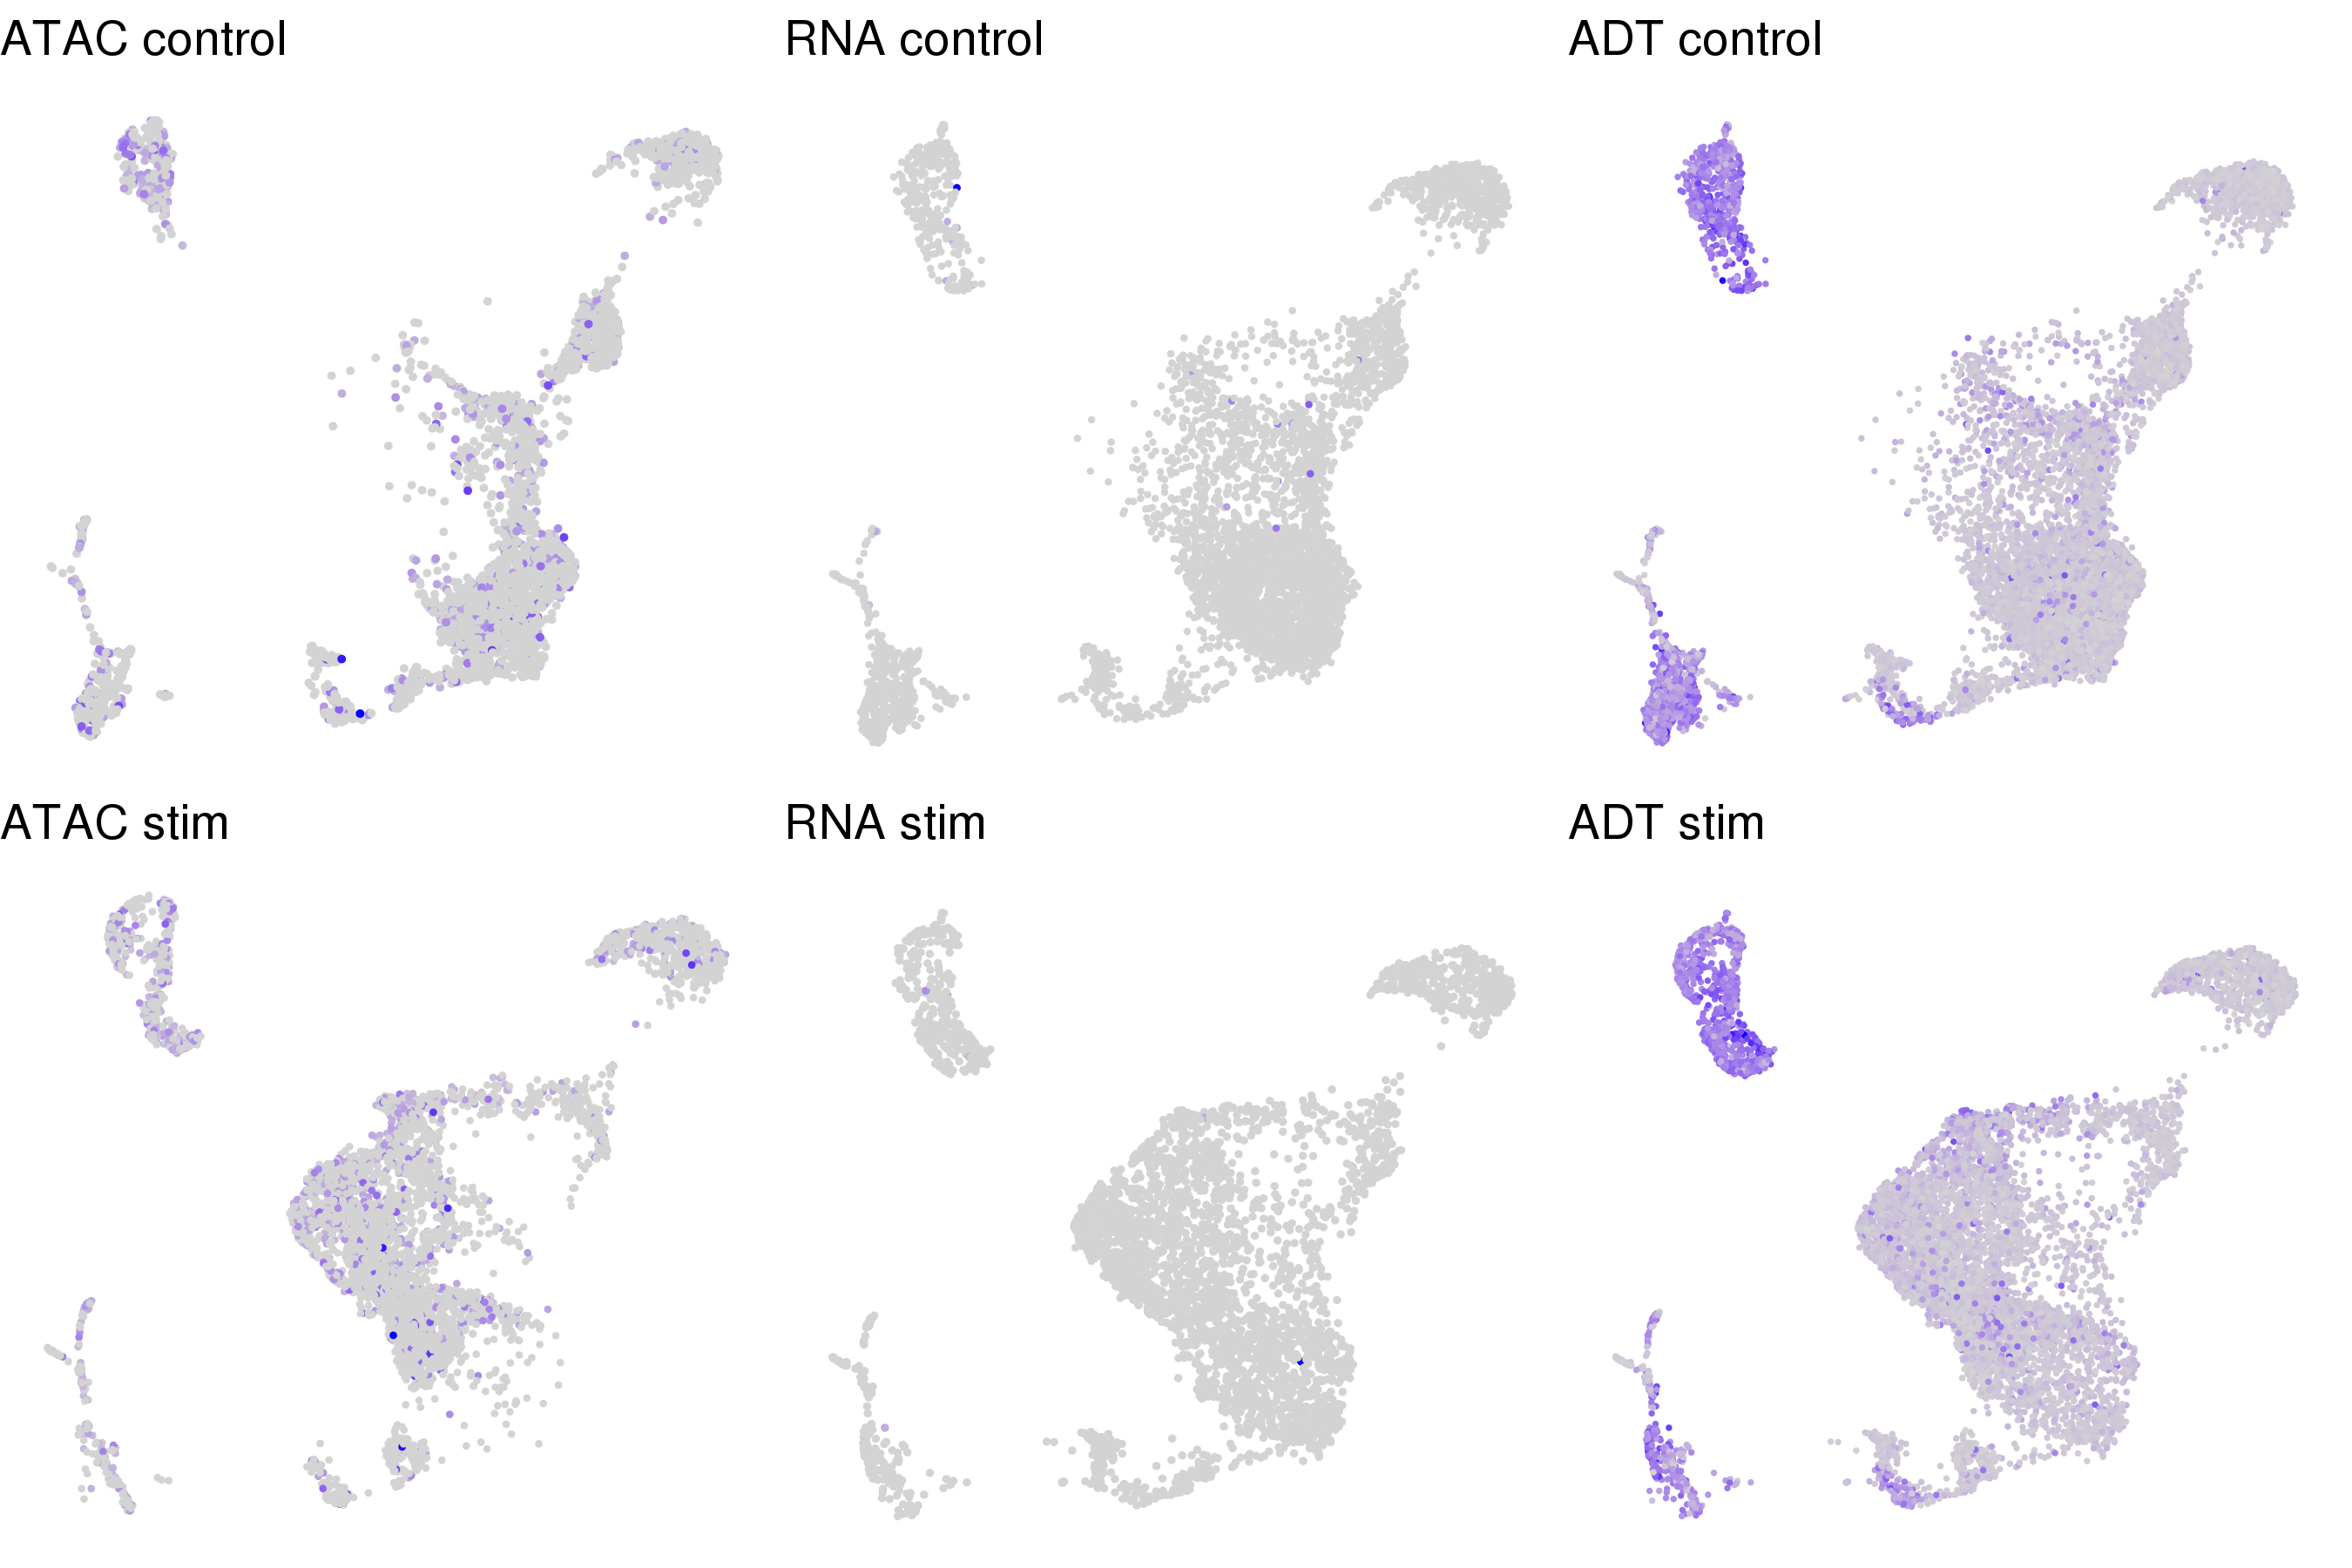 ATAC control
RNA control
ADT control
ATAC stim
RNA stim
ADT stim